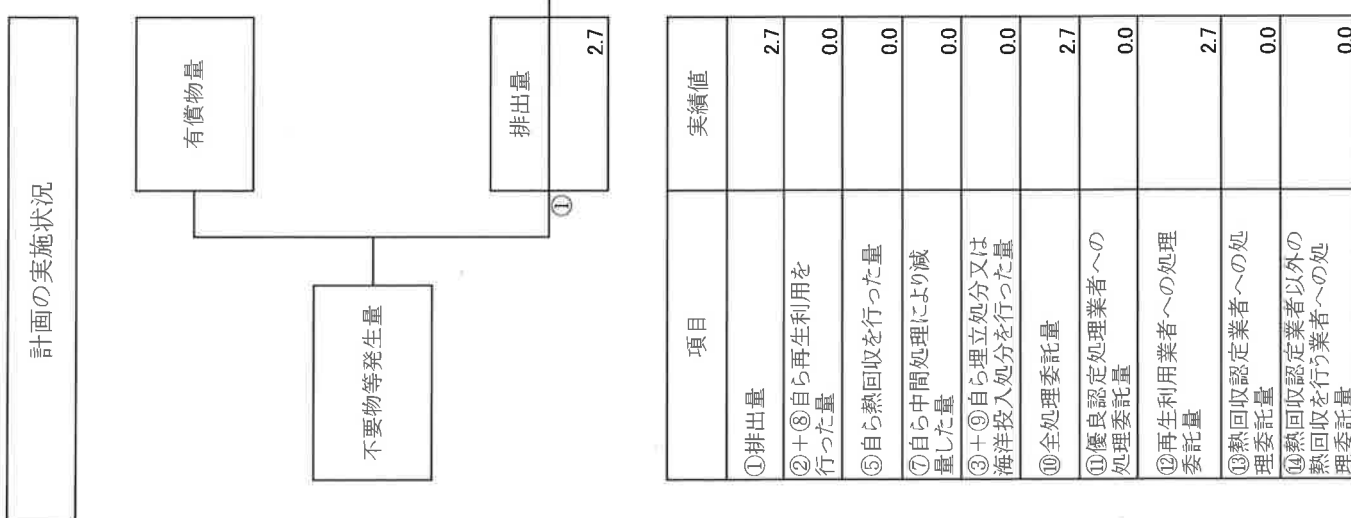 計画の実施状況
有償物量
不要物等発生量
排出量
2.7
①
項目
実績値
①排出量
2.7
②+⑧自ら再生利用を
行った量
0.0
⑤自ら熱回収を行った量
0.0
⑦自ら中間処理により減
量した量
0.0
③+⑨自ら埋立処分又は
海洋投入処分を行った量
0.0
⑩全処理委託量
2.7
⑪優良認定処理業者への
処理委託量
0.0
⑫再生利用業者への処理
委託量
2.7
⑬熱回収認定業者への処
理委託量
0.0
⑭熱回収認定業者以外の
熱回収を行う業者への処
理委託量
0.0